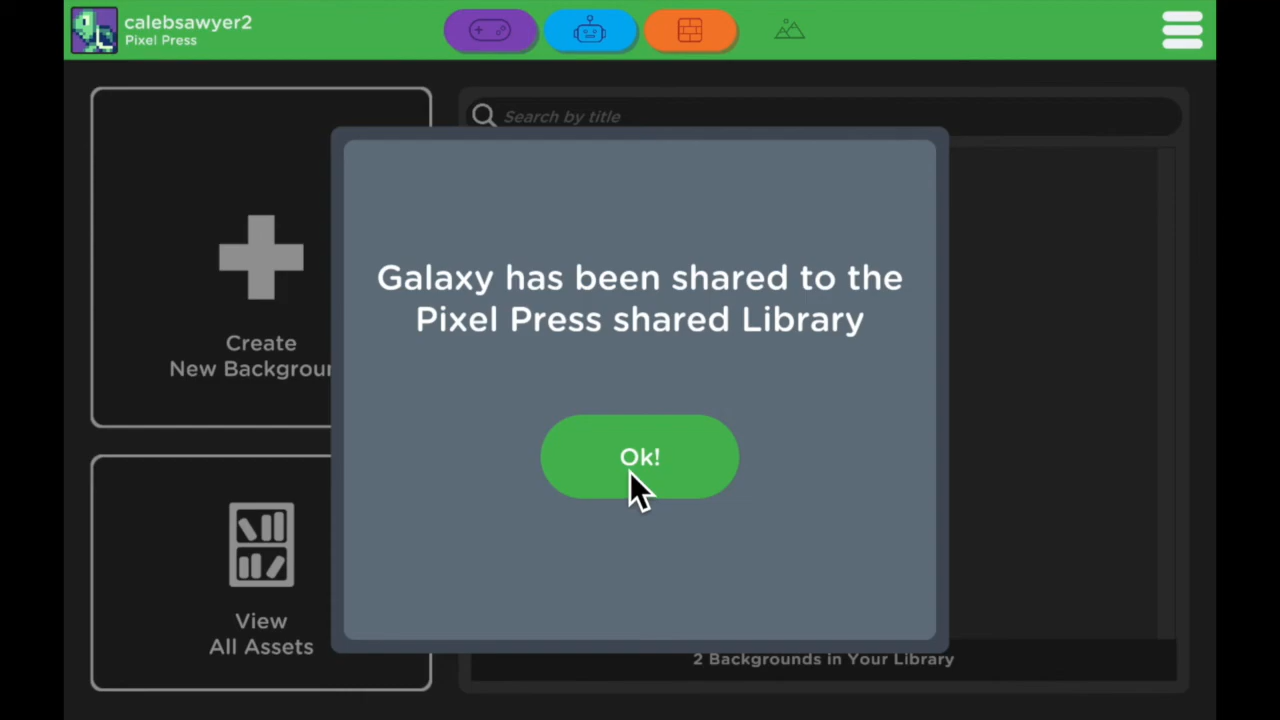 calebsawyer2
Pixel Press
Search by title
Galaxy has been shared to the
Pixel Press shared Library
Ok!
Create
New Backgroun
View
All Assets
2 Backgrounds in Your Library